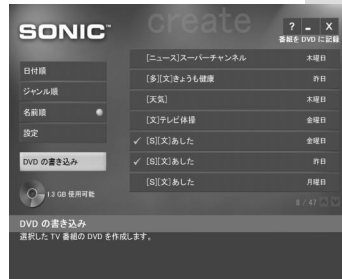 SONIC
create
? - X
番組を DVD に記録
日付順
ジャンル順
名前順
設定
DVD の書き込み
1.3 GB 使用可能
[ニュース]スーパーチャンネル 木曜日
[多][文]きょうも健康 昨日
[天気] 木曜日
[文]テレビ体操 金曜日
✓ [S][文]あした 金曜日
✓ [S][文]あした 昨日
[S][文]あした 月曜日
8 / 47
DVD の書き込み
選択した TV 番組の DVD を作成します。